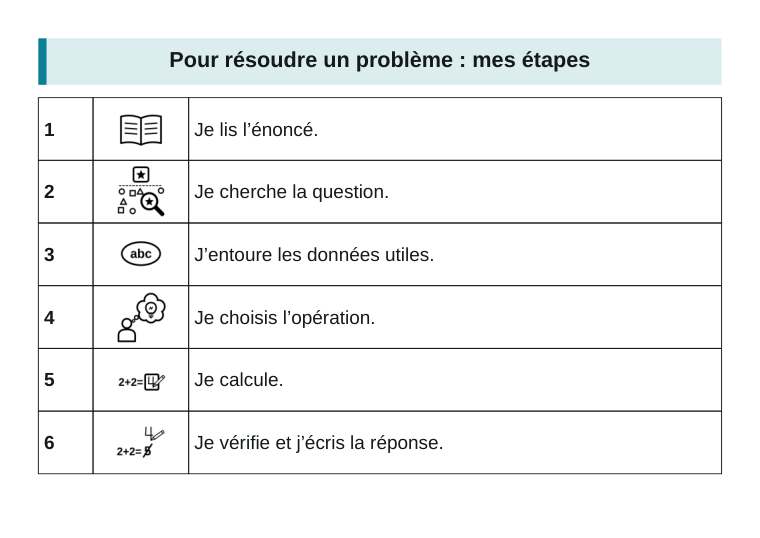 Pour résoudre un problème : mes étapes
1 Je lis l’énoncé.
2 Je cherche la question.
3 abc J’entoure les données utiles.
4 Je choisis l’opération.
5 2+2=4 Je calcule.
6 4 2+2= 5 Je vérifie et j’écris la réponse.